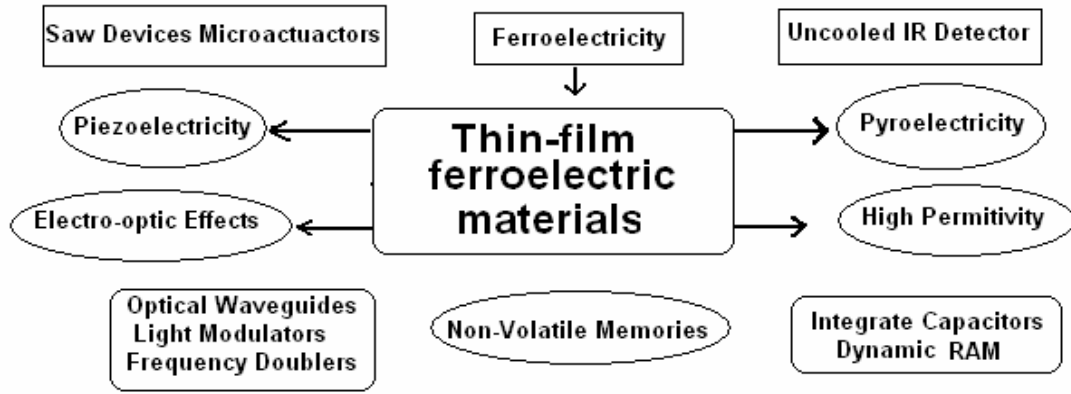 Saw Devices Microactuactors
Ferroelectricity
Uncooled IR Detector
Piezoelectricity
Thin-film
ferroelectric
materials
Pyroelectricity
Electro-optic Effects
High Permitivity
Optical Waveguides
Light Modulators
Frequency Doublers
Non-Volatile Memories
Integrate Capacitors
Dynamic RAM